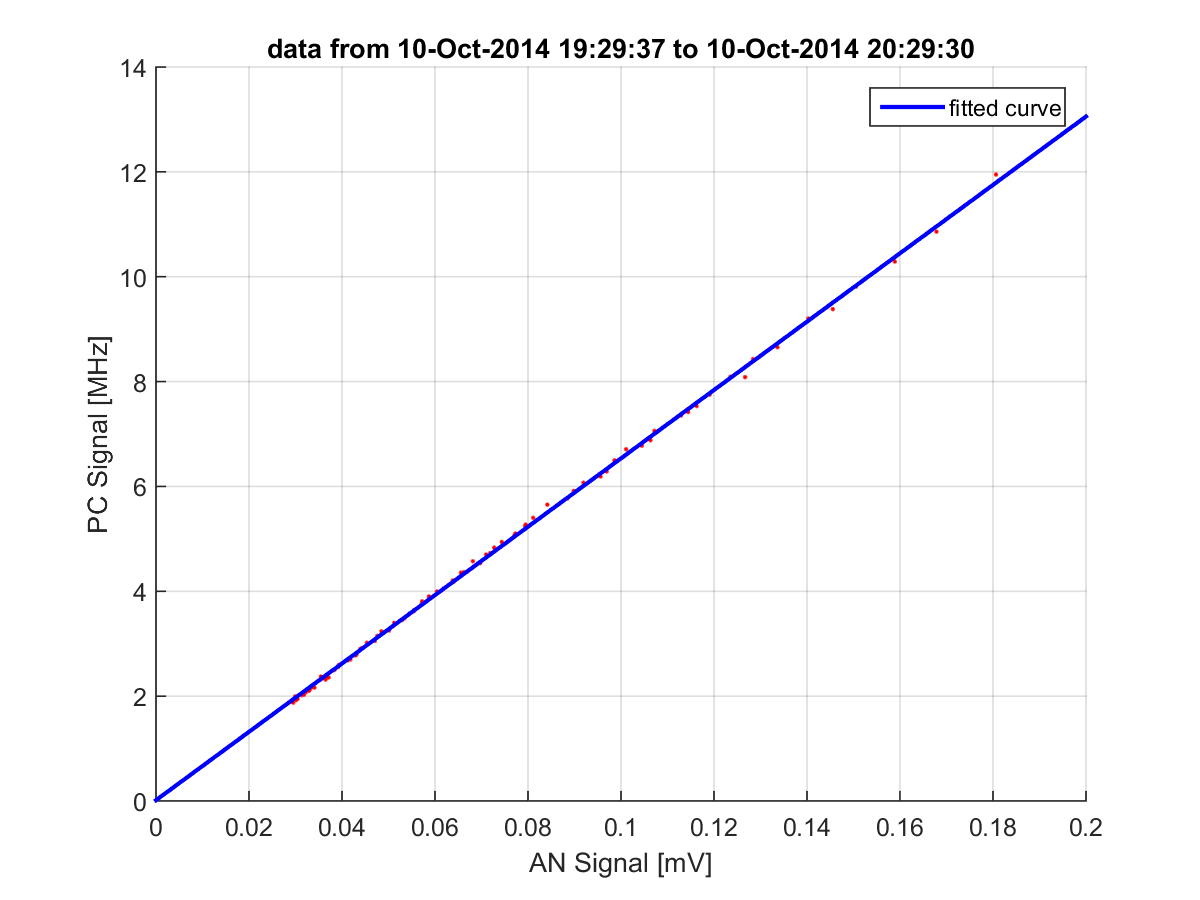 data from 10-Oct-2014 19:29:37 to 10-Oct-2014 20:29:30
fitted curve
14
12
10
8
6
4
2
0
PC Signal [MHz]
0 0.02 0.04 0.06 0.08 0.1 0.12 0.14 0.16 0.18 0.2
AN Signal [mV]